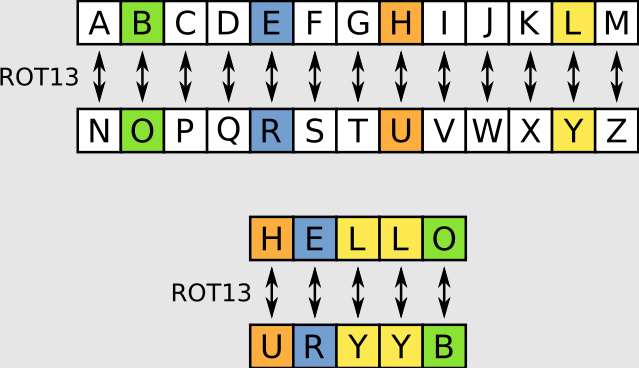 A B C D E F G H I J K L M
ROT13
N O P Q R S T U V W X Y Z
H E L L O
ROT13
U R Y Y B